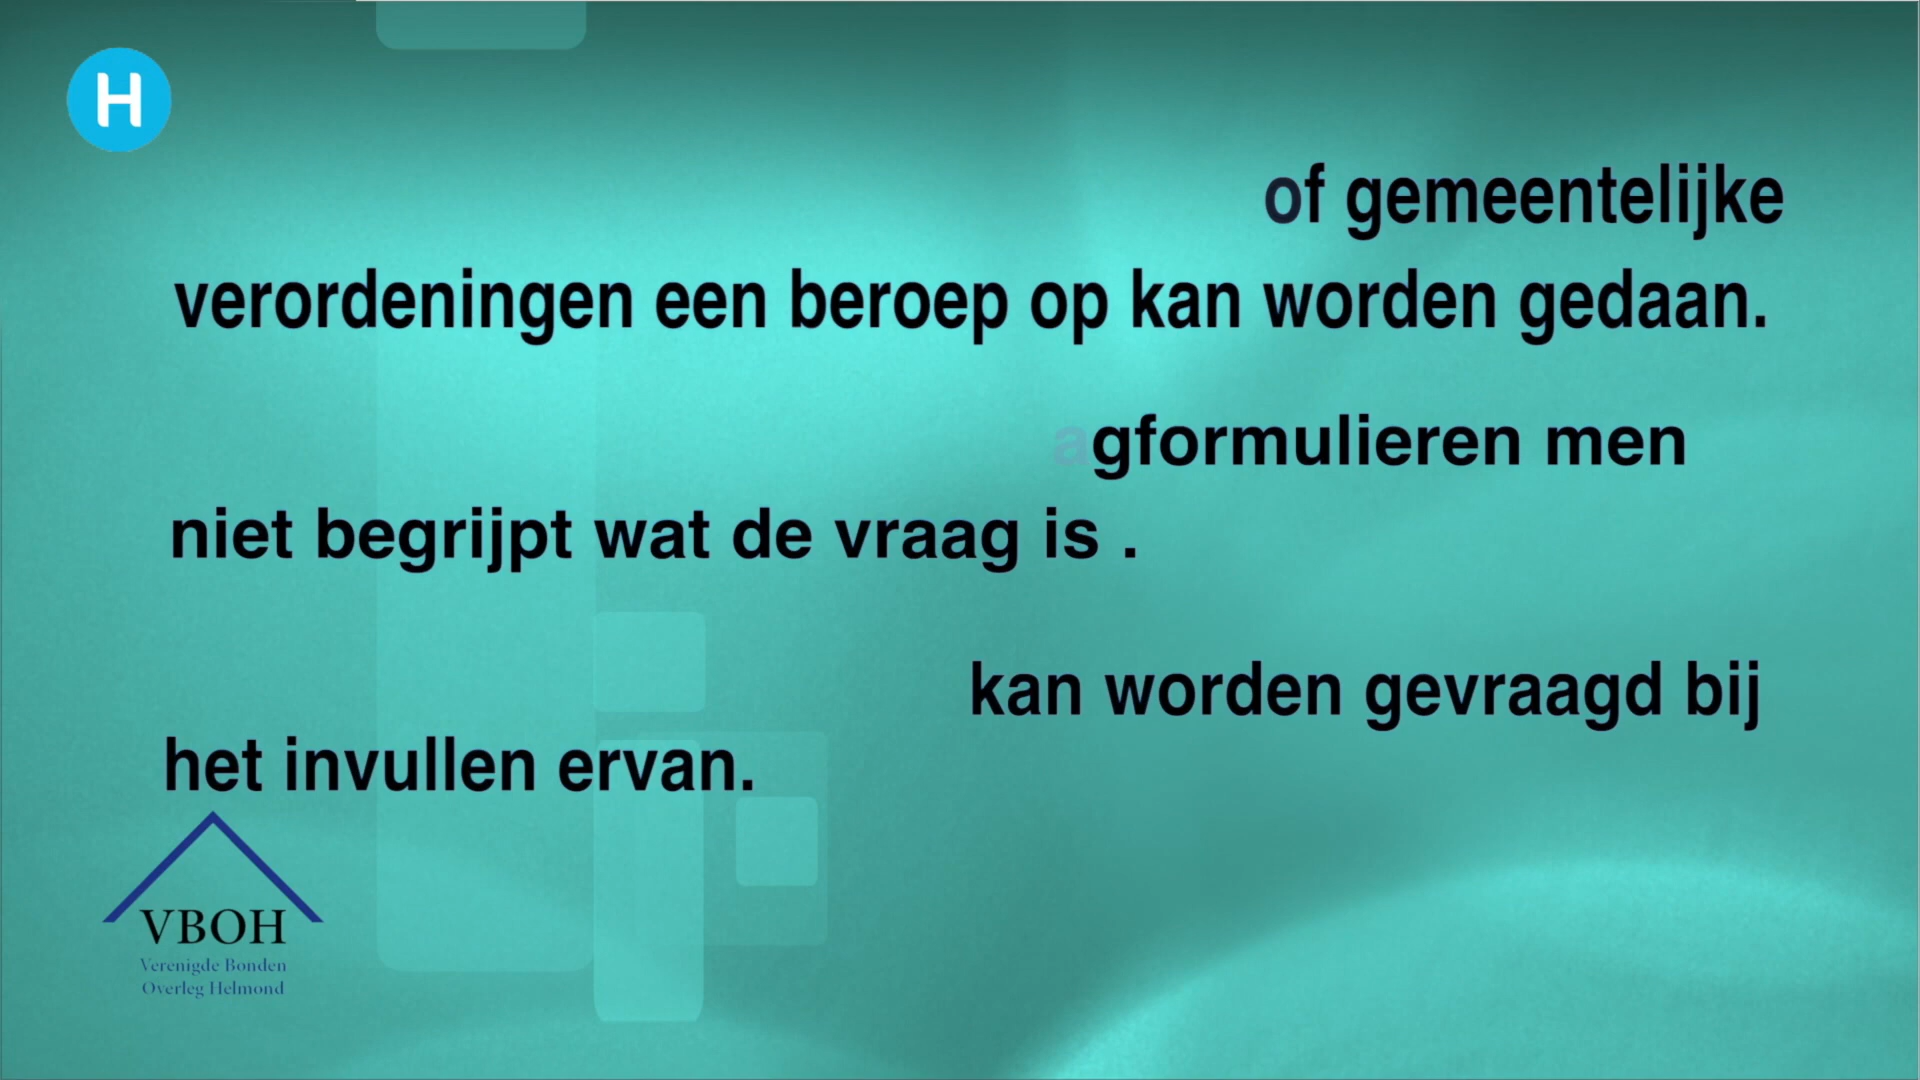 H
of gemeentelijke
verordeningen een beroep op kan worden gedaan.
agformulieren men
niet begrijpt wat de vraag is .
kan worden gevraagd bij
het invullen ervan.
VBOH
Verenigde Bonden
Overleg Helmond